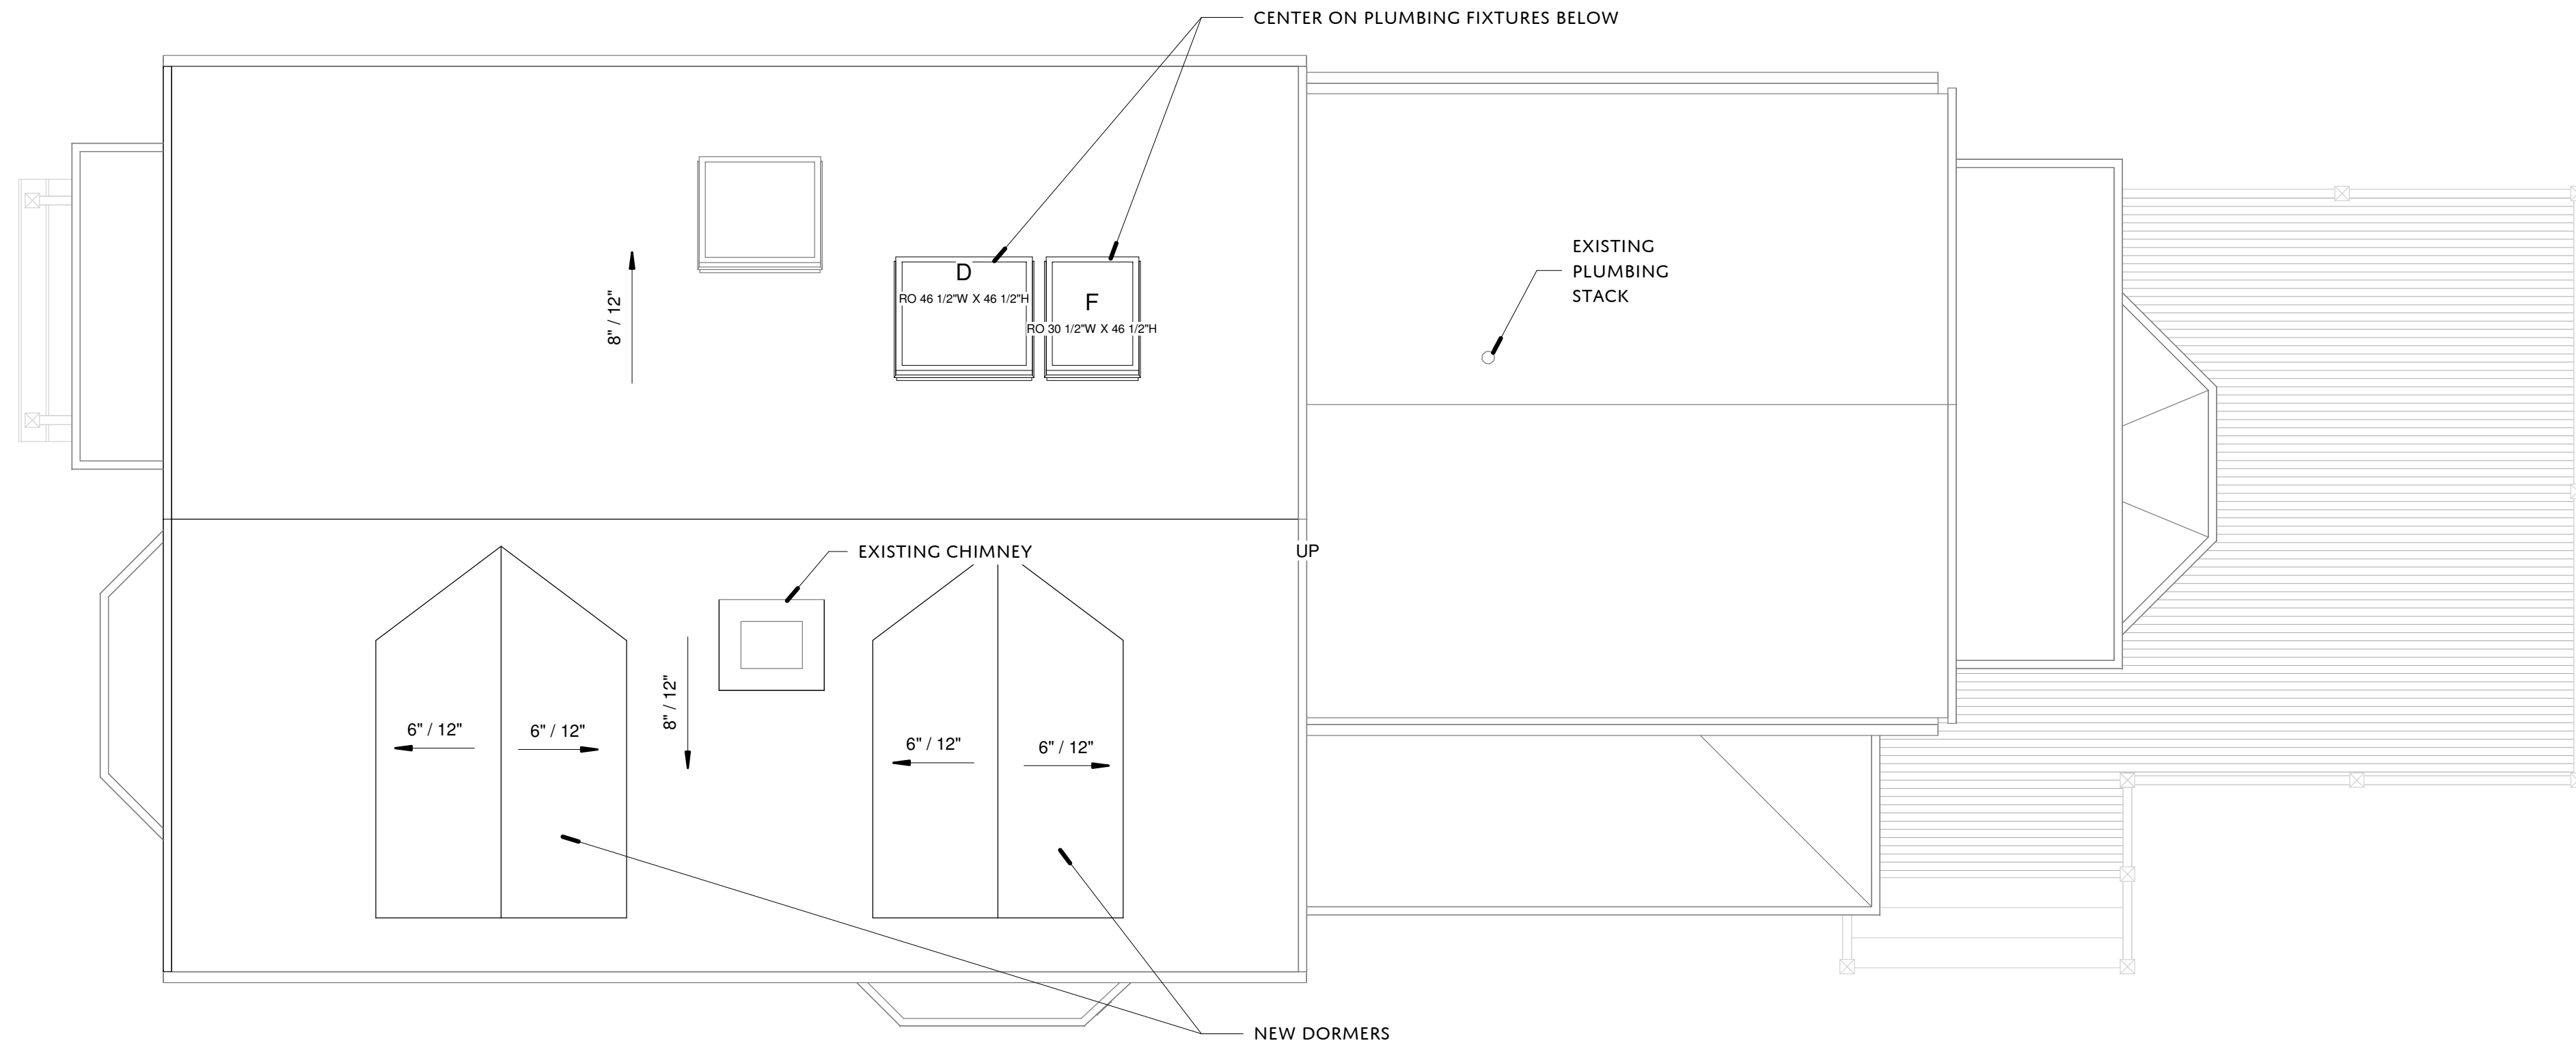 CENTER ON PLUMBING FIXTURES BELOW
EXISTING
PLUMBING
STACK
D
RO 46 1/2"W X 46 1/2"H
F
RO 30 1/2"W X 46 1/2"H
8" / 12"
EXISTING CHIMNEY
UP
8" / 12"
6" / 12"
6" / 12"
6" / 12"
6" / 12"
NEW DORMERS